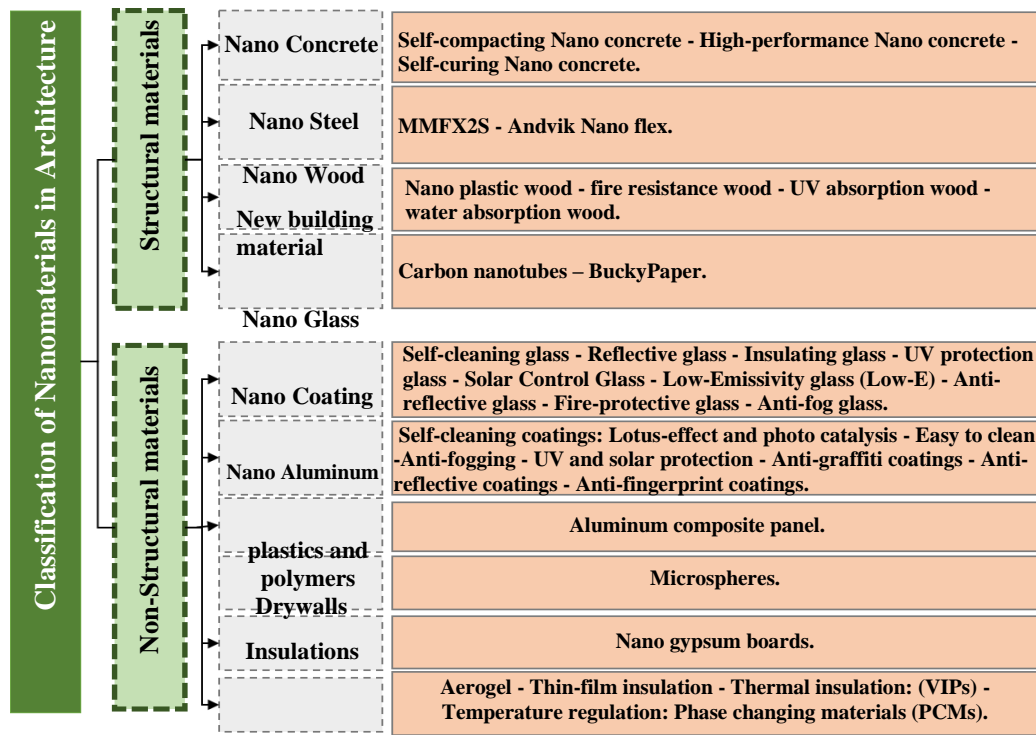 Classification of Nanomaterials in Architecture
Structural materials
Nano Concrete
Self-compacting Nano concrete - High-performance Nano concrete -
Self-curing Nano concrete.
Nano Steel
MMFX2S - Andvik Nano flex.
Nano Wood
Nano plastic wood - fire resistance wood - UV absorption wood -
water absorption wood.
New building
material
Carbon nanotubes – BuckyPaper.
Non-Structural materials
Nano Glass
Self-cleaning glass - Reflective glass - Insulating glass - UV protection
glass - Solar Control Glass - Low-Emissivity glass (Low-E) - Anti-
reflective glass - Fire-protective glass - Anti-fog glass.
Nano Coating
Self-cleaning coatings: Lotus-effect and photo catalysis - Easy to clean
-Anti-fogging - UV and solar protection - Anti-graffiti coatings - Anti-
reflective coatings - Anti-fingerprint coatings.
Nano Aluminum
Aluminum composite panel.
plastics and
polymers
Microspheres.
Drywalls
Nano gypsum boards.
Insulations
Aerogel - Thin-film insulation - Thermal insulation: (VIPs) -
Temperature regulation: Phase changing materials (PCMs).